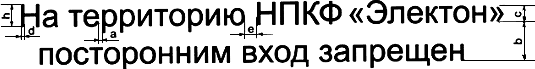 h На территорию НПКФ «Электон» c
d a e
посторонним вход запрещен b